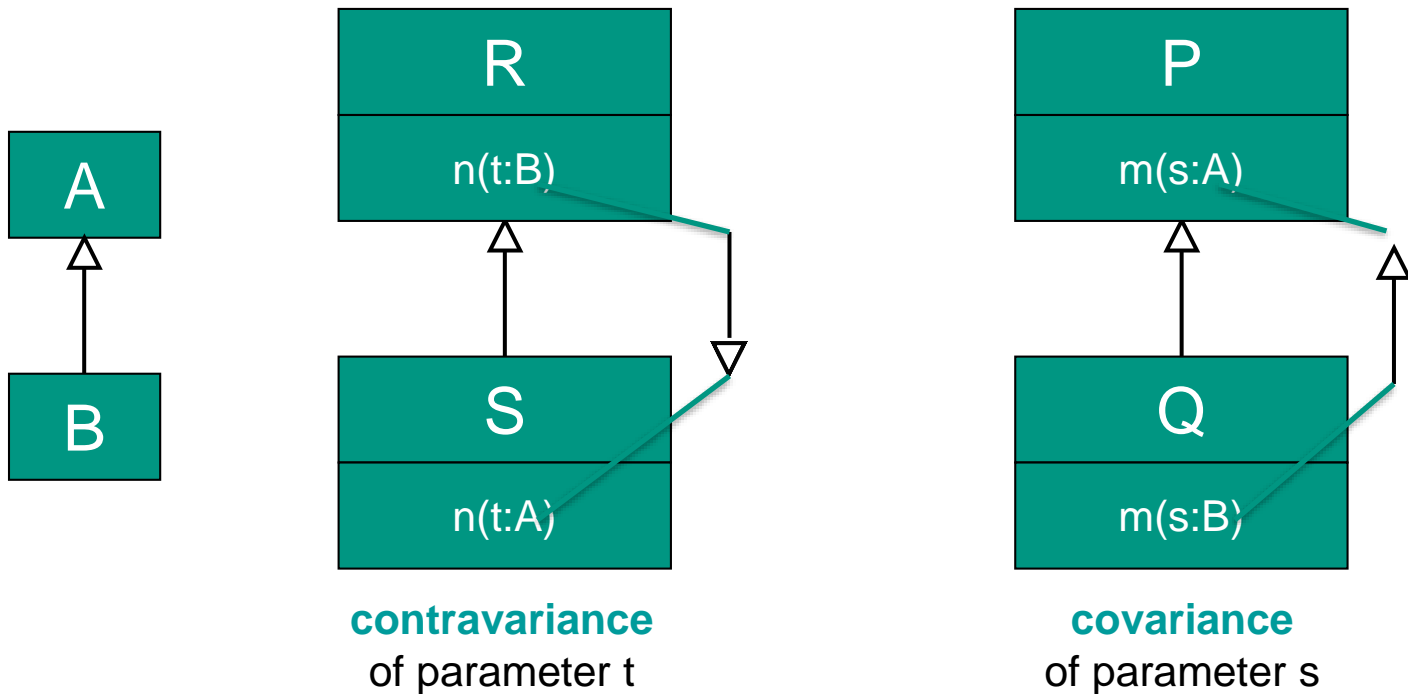 A
B
R
n(t:B)
S
n(t:A)
contravariance
of parameter t
P
m(s:A)
Q
m(s:B)
covariance
of parameter s